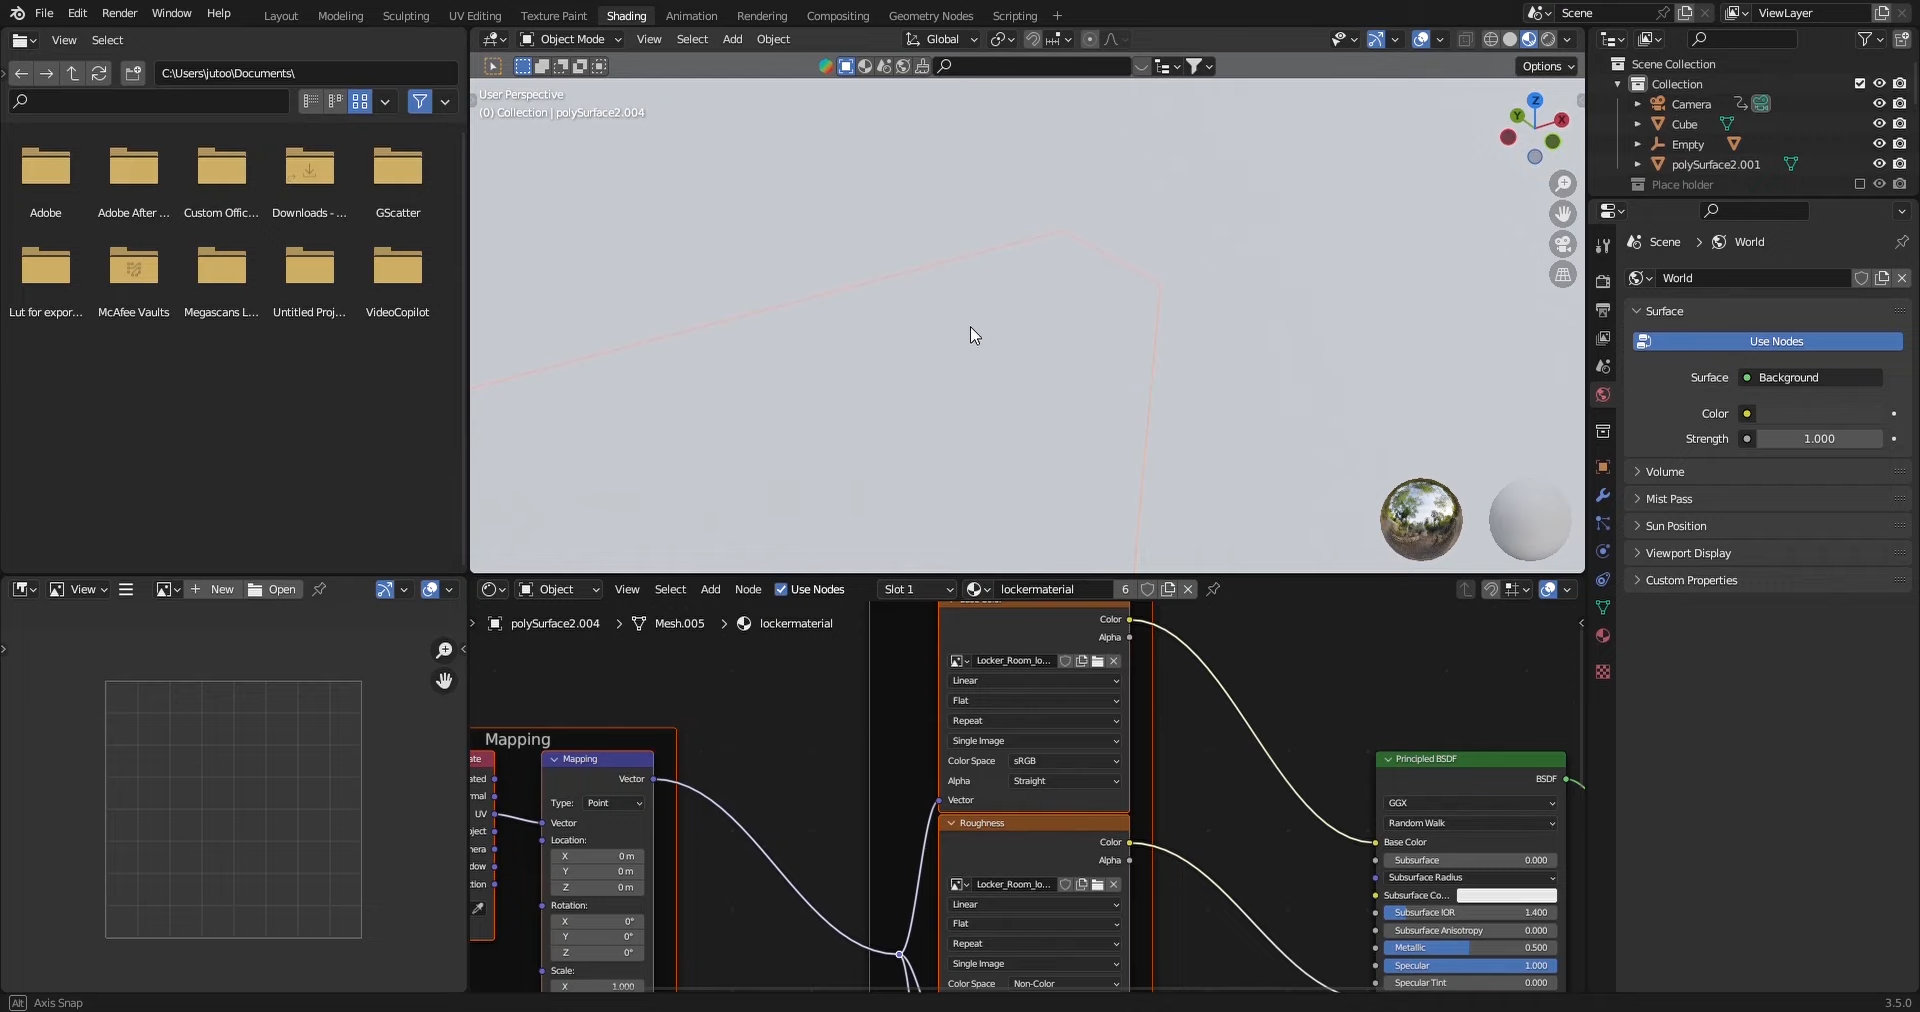 File Edit Render Window Help
Layout Modeling Sculpting UV Editing Texture Paint Shading Animation Rendering Compositing Geometry Nodes Scripting +
Scene
ViewLayer
View Select
C:\Users\jutoo\Documents\
Adobe Adobe After ... Custom Offic... Downloads - ... GScatter
Lut for expor... McAfee Vaults Megascans L... Untitled Proj... VideoCopilot
Object Mode View Select Add Object
Global
Options
User Perspective
(0) Collection | polySurface2.004
Z
Y
X
Scene Collection
Collection
Camera
Cube
Empty
polySurface2.001
Place holder
Scene > World
World
Surface
Use Nodes
Surface Background
Color
Strength 1.000
Volume
Mist Pass
Sun Position
Viewport Display
Custom Properties
View + New Open
Object View Select Add Node Use Nodes Slot 1 lockermaterial 6
polySurface2.004 > Mesh.005 > lockermaterial
Mapping
UV
Mapping
Vector
Type: Point
Vector
Location:
X 0 m
Y 0 m
Z 0 m
Rotation:
X 0°
Y 0°
Z 0°
Scale:
X 1.000
Color
Alpha
Locker_Room_lo...
Linear
Flat
Repeat
Single Image
Color Space sRGB
Alpha Straight
Vector
Roughness
Color
Alpha
Locker_Room_lo...
Linear
Flat
Repeat
Single Image
Color Space Non-Color
Principled BSDF
BSDF
GGX
Random Walk
Base Color
Subsurface 0.000
Subsurface Radius
Subsurface Co...
Subsurface IOR 1.400
Subsurface Anisotropy 0.000
Metallic 0.500
Specular 1.000
Specular Tint 0.000
Alt Axis Snap
3.5.0